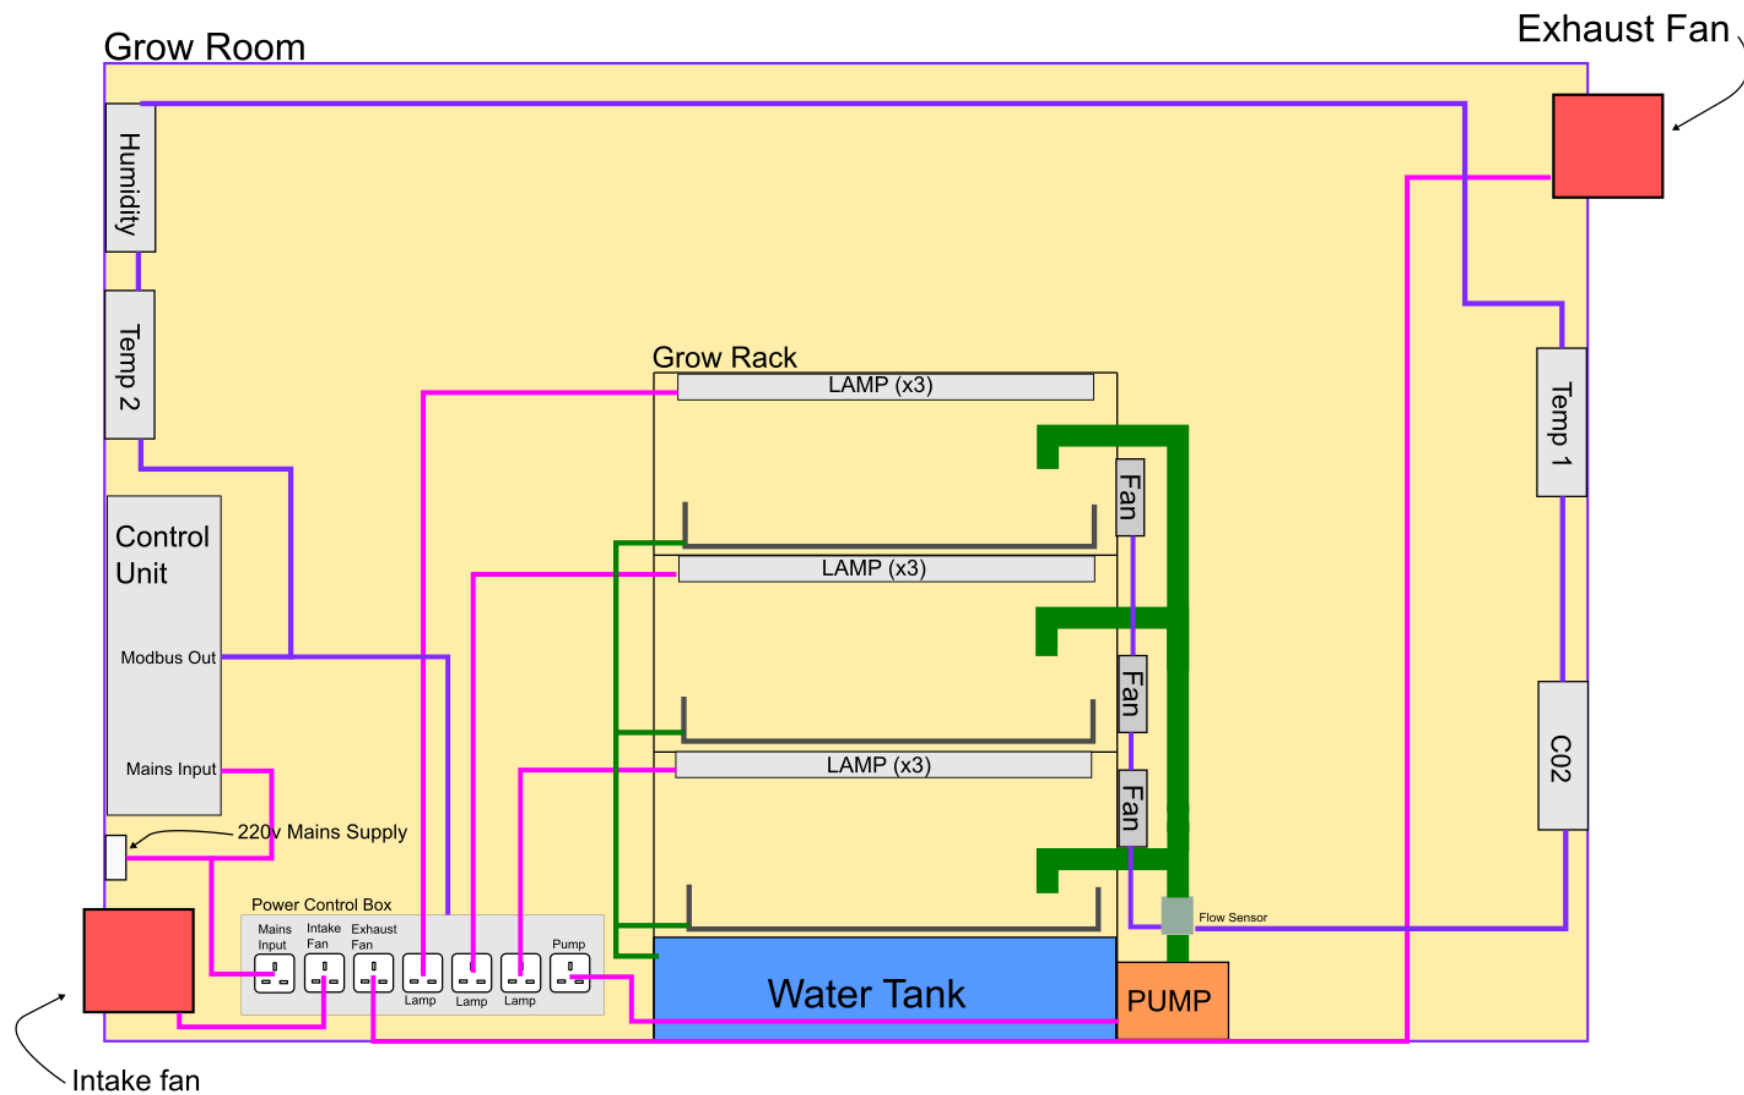 Exhaust Fan
Grow Room
Humidity
Temp 2
Grow Rack
LAMP (x3)
Temp 1
Fan
Control
Unit
LAMP (x3)
Modbus Out
Fan
C02
Mains Input
LAMP (x3)
Fan
220v Mains Supply
Power Control Box
Mains
Input
Intake
Fan
Exhaust
Fan
Pump
Lamp
Lamp
Lamp
Flow Sensor
Water Tank
PUMP
Intake fan